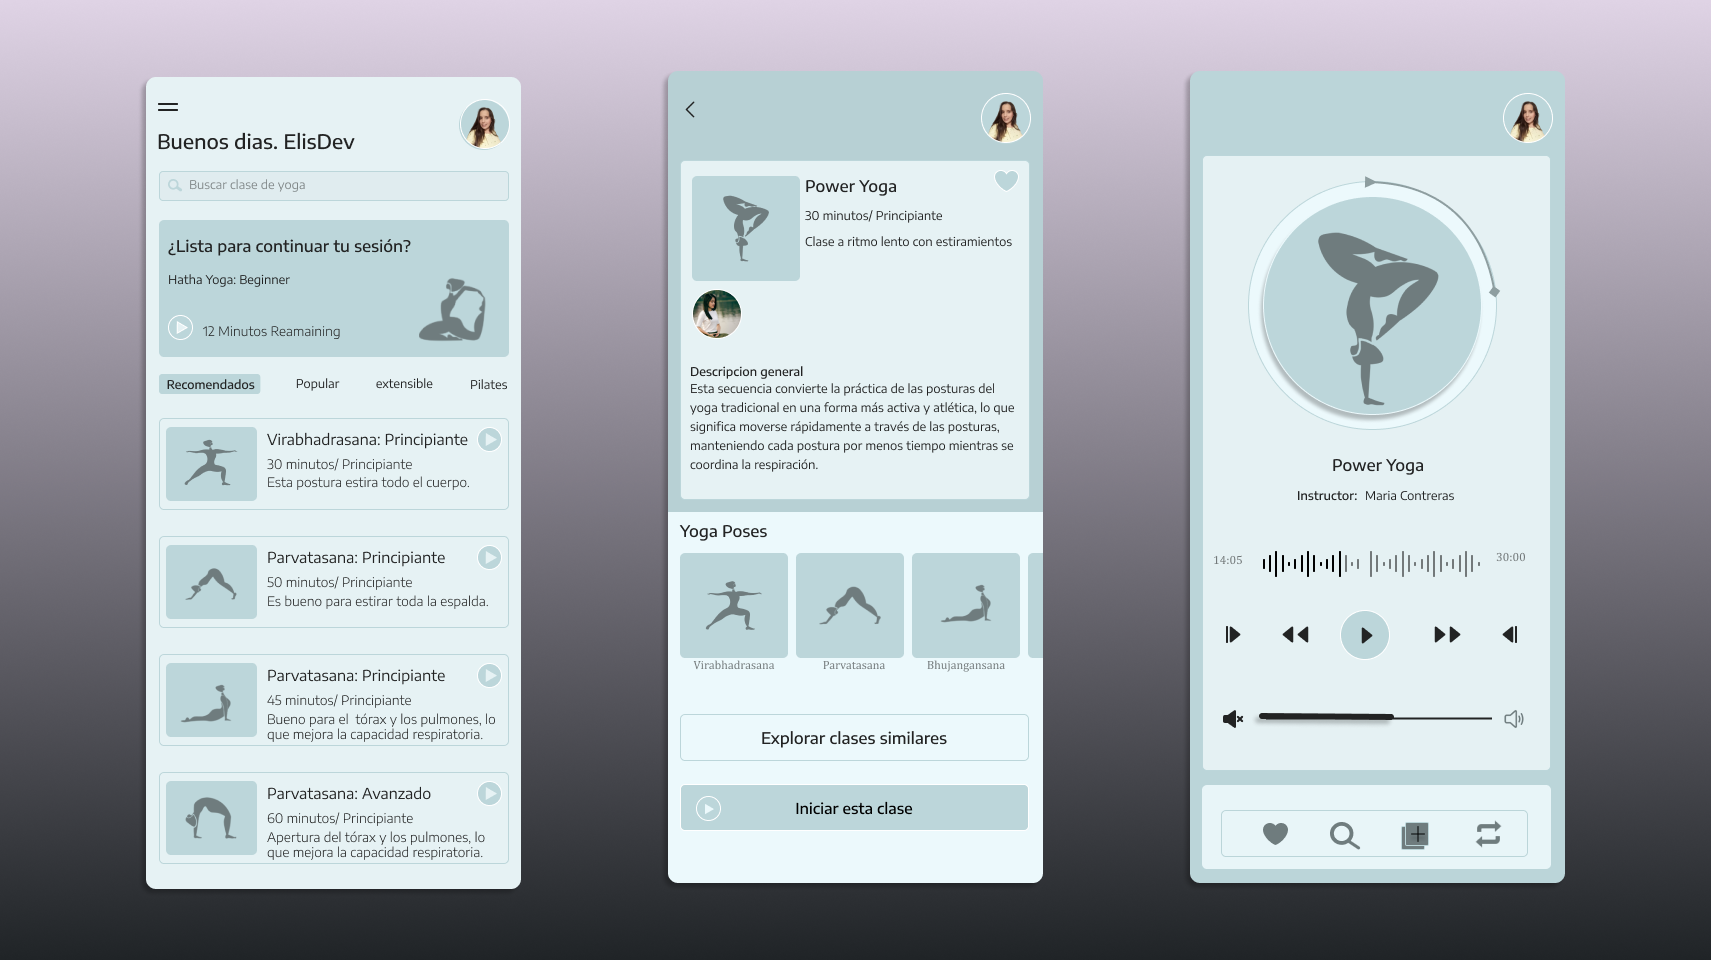 Buenos dias. ElisDev
Buscar clase de yoga
¿Lista para continuar tu sesión?
Hatha Yoga: Beginner
12 Minutos Reamaining
Recomendados
Popular
extensible
Pilates
Virabhadrasana: Principiante
30 minutos/ Principiante
Esta postura estira todo el cuerpo.
Parvatasana: Principiante
50 minutos/ Principiante
Es bueno para estirar toda la espalda.
Parvatasana: Principiante
45 minutos/ Principiante
Bueno para el tórax y los pulmones, lo
que mejora la capacidad respiratoria.
Parvatasana: Avanzado
60 minutos/ Principiante
Apertura del tórax y los pulmones, lo
que mejora la capacidad respiratoria.
Power Yoga
30 minutos/ Principiante
Clase a ritmo lento con estiramientos
Descripcion general
Esta secuencia convierte la práctica de las posturas del
yoga tradicional en una forma más activa y atlética, lo que
significa moverse rápidamente a través de las posturas,
manteniendo cada postura por menos tiempo mientras se
coordina la respiración.
Yoga Poses
Virabhadrasana
Parvatasana
Bhujangansana
Explorar clases similares
Iniciar esta clase
Power Yoga
Instructor: Maria Contreras
14:05
30:00